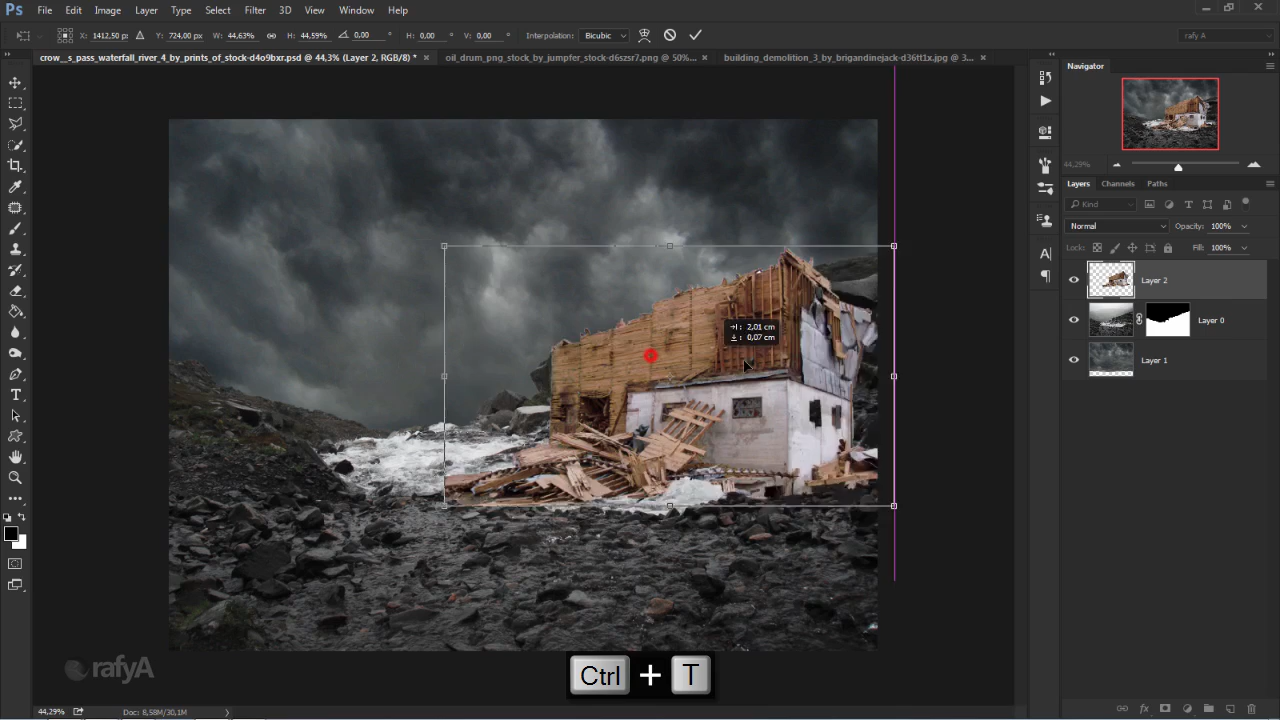 Ps File Edit Image Layer Type Select Filter 3D View Window Help
X: 1412,50 px Y: 724,00 px W: 44,63% H: 44,59% 0,00 ° H: 0,00 ° V: 0,00 ° Interpolation: Bicubic rafy A
crow__s_pass_waterfall_river_4_by_prints_of_stock-d4o9bxr.psd @ 44,3% (Layer 2, RGB/8) * × oil_drum_png_stock_by_jumpfer_stock-d6szsr7.png @ 50%... × building_demolition_3_by_brigandinejack-d36tt1x.jpg @ 3... ×
Navigator
44,29%
Layers Channels Paths
Kind
Normal Opacity: 100%
Lock: Fill: 100%
Layer 2
Layer 0
Layer 1
: 2,01 cm
: 0,07 cm
rafyA
Ctrl + T
44,29% Doc: 8,58M/30,1M